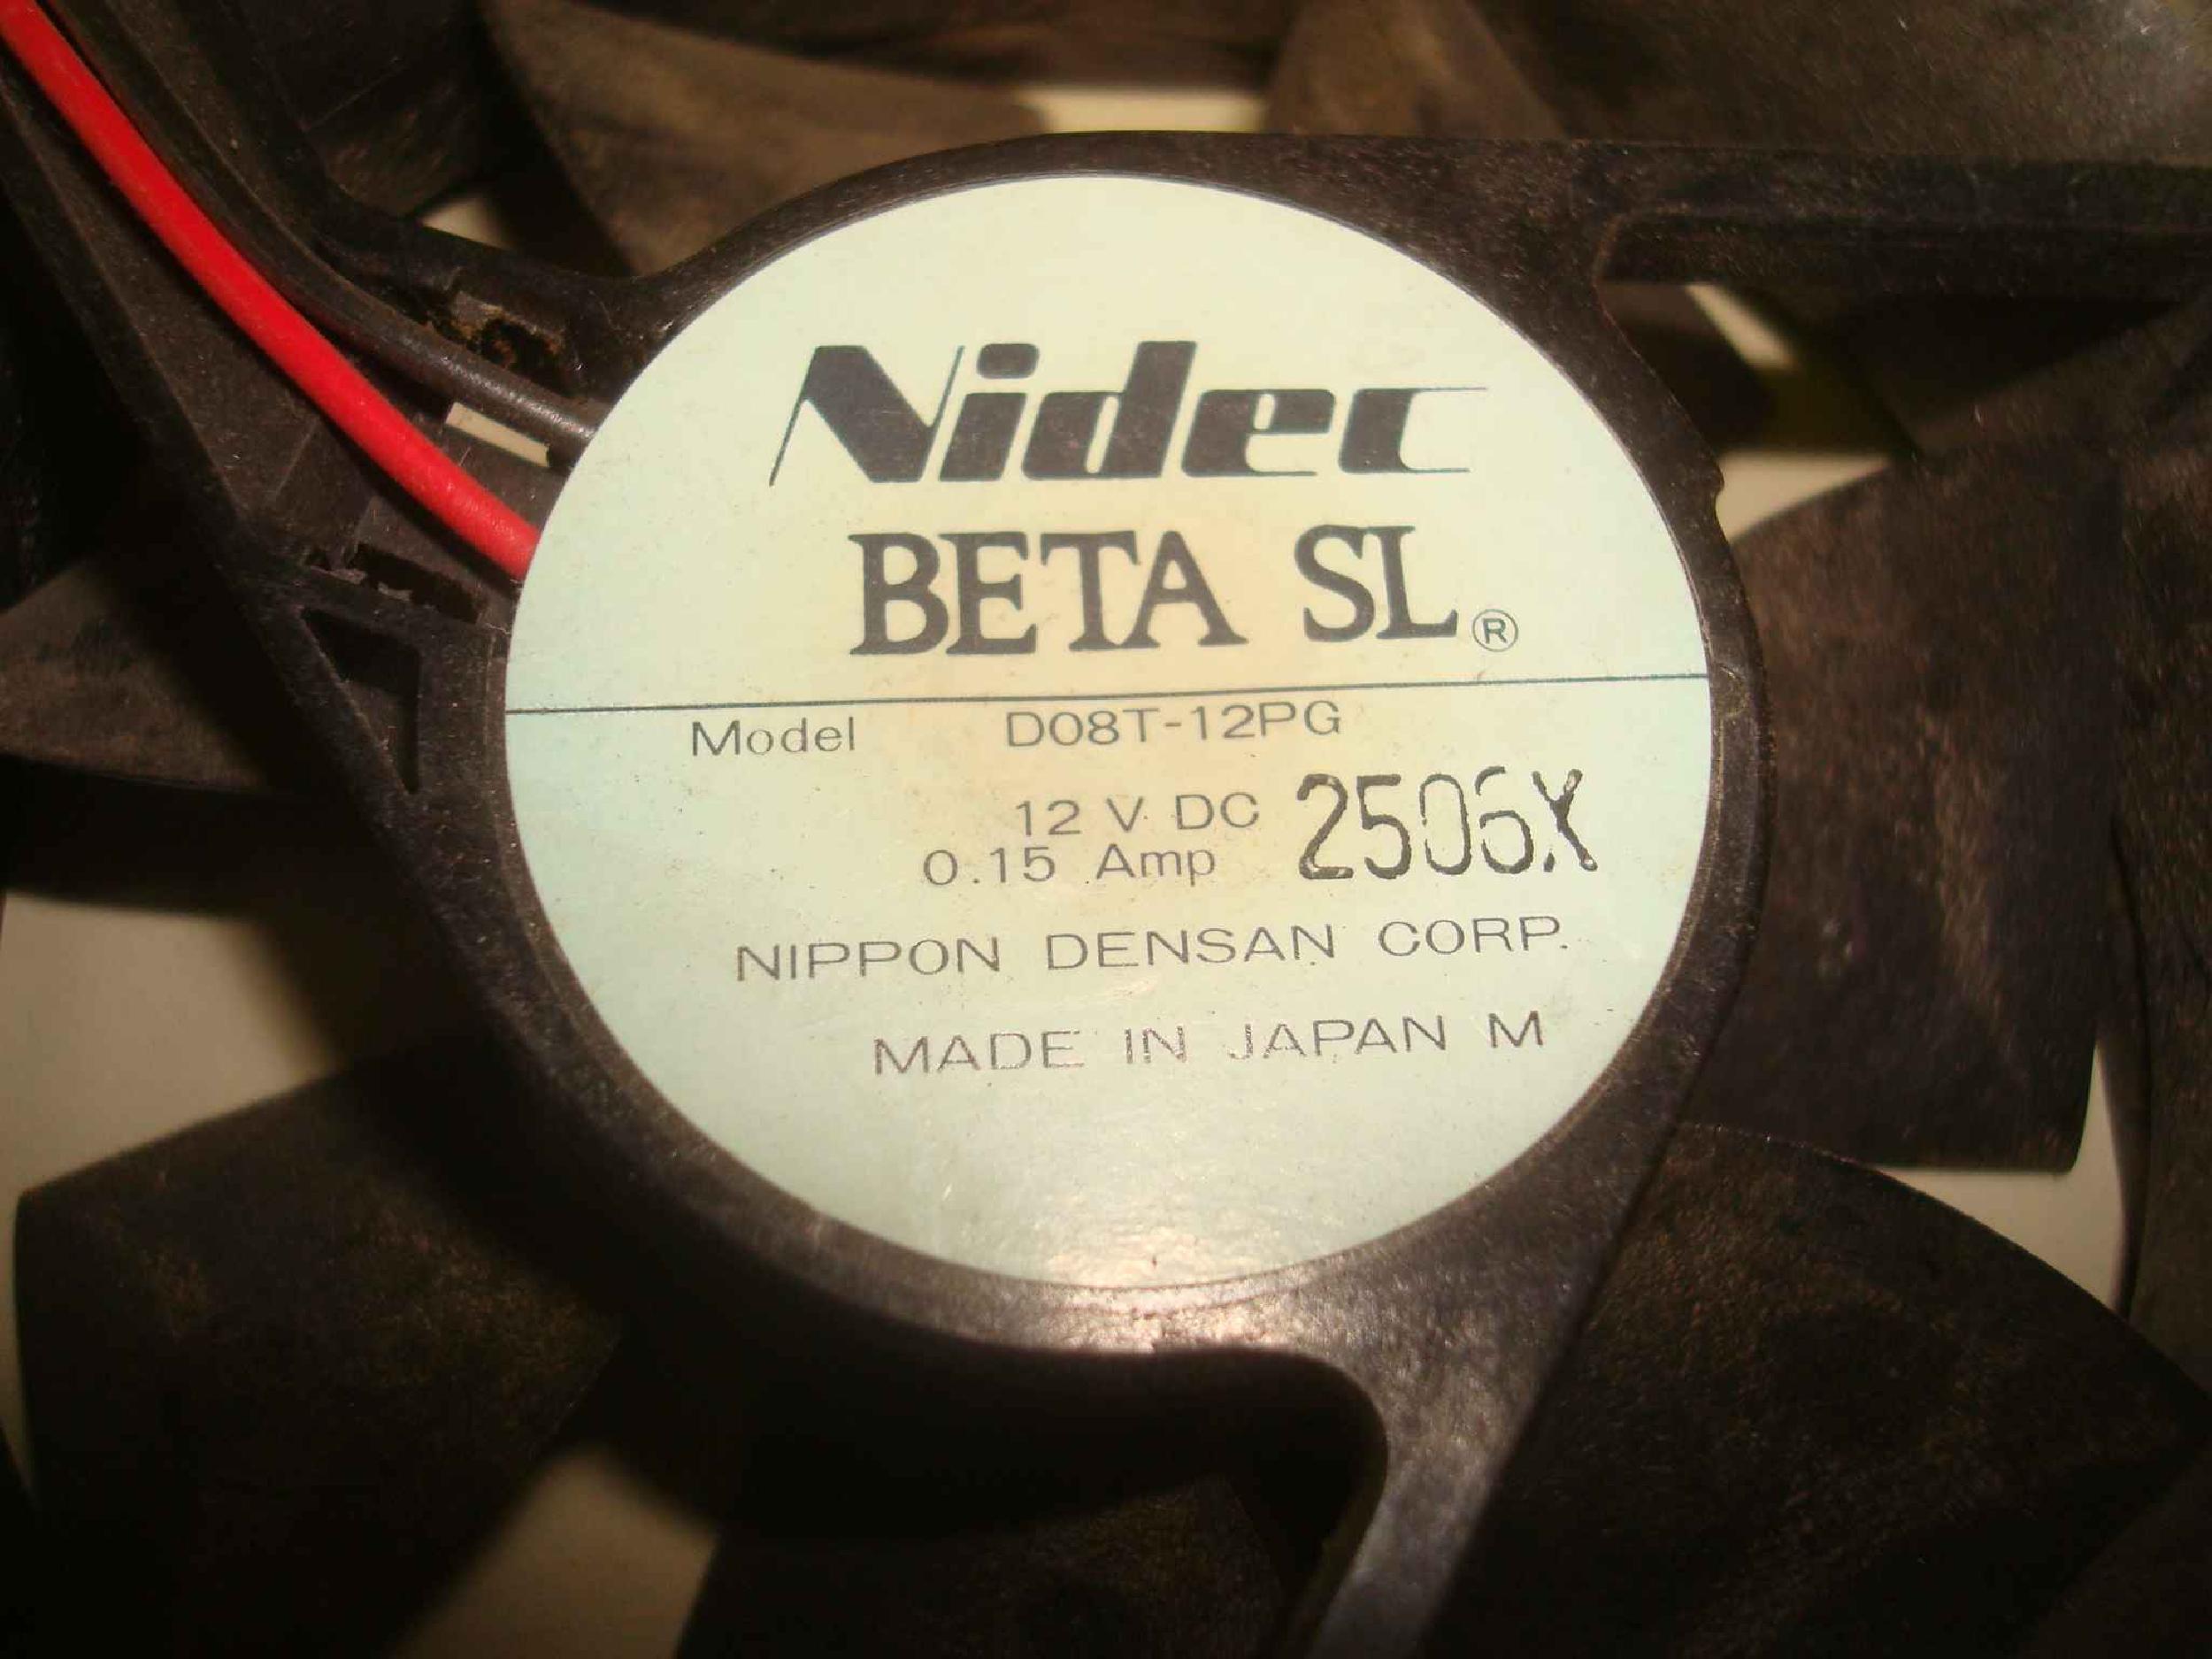 Nidec
BETA SL®
Model D08T-12PG
12 V DC 2506X
0.15 Amp
NIPPON DENSAN CORP.
MADE IN JAPAN M